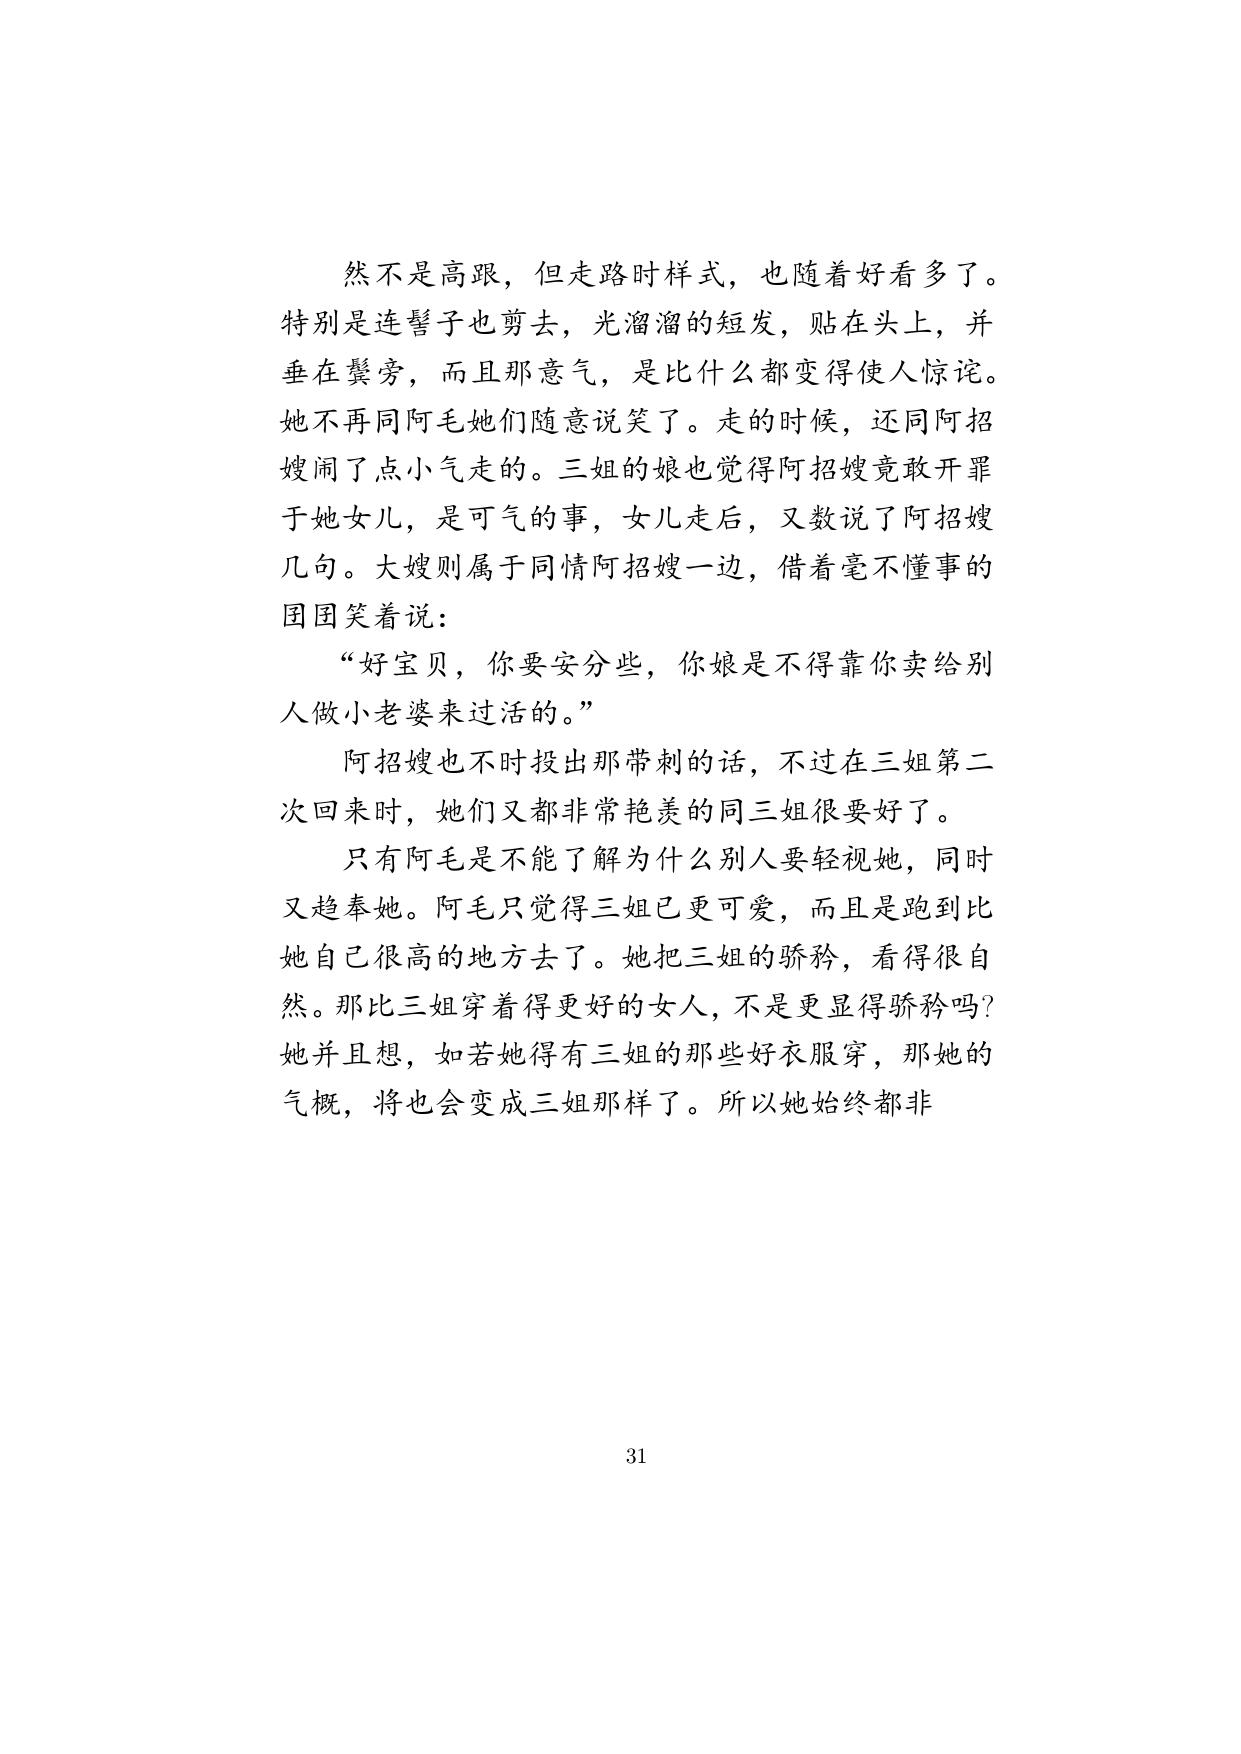 然不是高跟，但走路时样式，也随着好看多了。
特别是连髻子也剪去，光溜溜的短发，贴在头上，并
垂在鬓旁，而且那意气，是比什么都变得使人惊诧。
她不再同阿毛她们随意说笑了。走的时候，还同阿招
嫂闹了点小气走的。三姐的娘也觉得阿招嫂竟敢开罪
于她女儿，是可气的事，女儿走后，又数说了阿招嫂
几句。大嫂则属于同情阿招嫂一边，借着毫不懂事的
囝囝笑着说：
“好宝贝，你要安分些，你娘是不得靠你卖给别
人做小老婆来过活的。”
阿招嫂也不时投出那带刺的话，不过在三姐第二
次回来时，她们又都非常艳羡的同三姐很要好了。
只有阿毛是不能了解为什么别人要轻视她，同时
又趋奉她。阿毛只觉得三姐已更可爱，而且是跑到比
她自己很高的地方去了。她把三姐的骄矜，看得很自
然。那比三姐穿着得更好的女人，不是更显得骄矜吗？
她并且想，如若她得有三姐的那些好衣服穿，那她的
气概，将也会变成三姐那样了。所以她始终都非
31